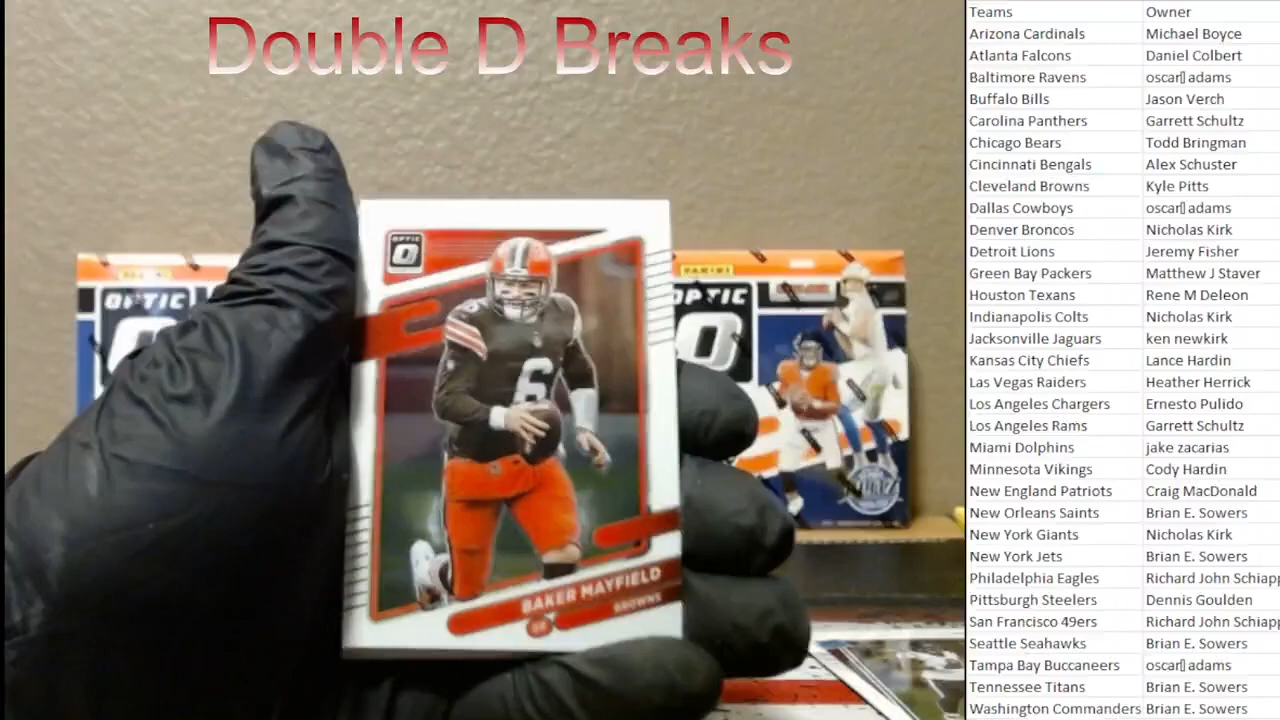 Double D Breaks
OPTIC
OPTIC
6
BAKER MAYFIELD
BROWNS
QB
PANINI
OPTIC
Teams Owner
Arizona Cardinals Michael Boyce
Atlanta Falcons Daniel Colbert
Baltimore Ravens oscar▯ adams
Buffalo Bills Jason Verch
Carolina Panthers Garrett Schultz
Chicago Bears Todd Bringman
Cincinnati Bengals Alex Schuster
Cleveland Browns Kyle Pitts
Dallas Cowboys oscar▯ adams
Denver Broncos Nicholas Kirk
Detroit Lions Jeremy Fisher
Green Bay Packers Matthew J Staver
Houston Texans Rene M Deleon
Indianapolis Colts Nicholas Kirk
Jacksonville Jaguars ken newkirk
Kansas City Chiefs Lance Hardin
Las Vegas Raiders Heather Herrick
Los Angeles Chargers Ernesto Pulido
Los Angeles Rams Garrett Schultz
Miami Dolphins jake zacarias
Minnesota Vikings Cody Hardin
New England Patriots Craig MacDonald
New Orleans Saints Brian E. Sowers
New York Giants Nicholas Kirk
New York Jets Brian E. Sowers
Philadelphia Eagles Richard John Schiapp
Pittsburgh Steelers Dennis Goulden
San Francisco 49ers Richard John Schiapp
Seattle Seahawks Brian E. Sowers
Tampa Bay Buccaneers oscar▯ adams
Tennessee Titans Brian E. Sowers
Washington Commanders Brian E. Sowers